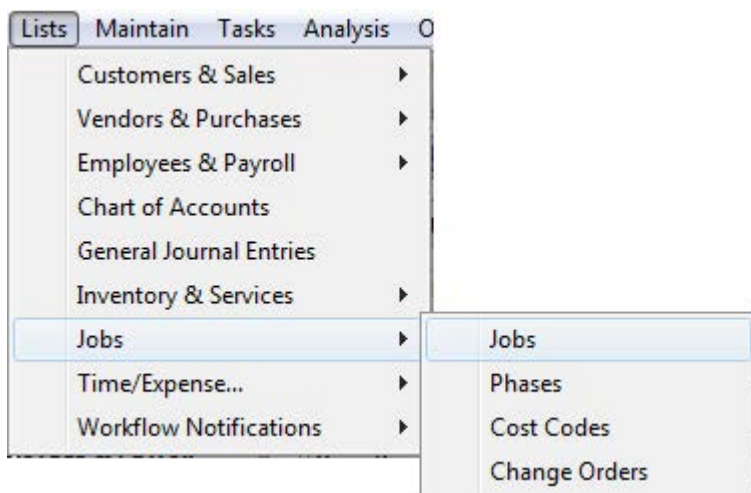 Lists Maintain Tasks Analysis
Customers & Sales
Vendors & Purchases
Employees & Payroll
Chart of Accounts
General Journal Entries
Inventory & Services
Jobs
Jobs
Time/Expense...
Phases
Workflow Notifications
Cost Codes
Change Orders